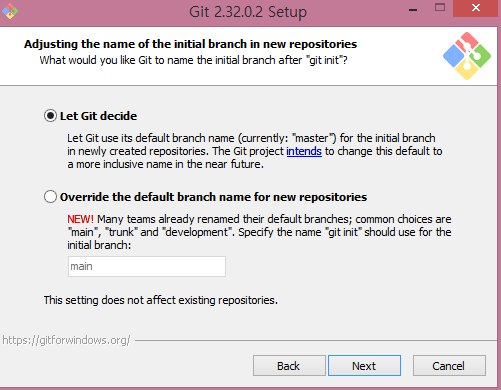 Git 2.32.0.2 Setup
Adjusting the name of the initial branch in new repositories
What would you like Git to name the initial branch after "git init"?
Let Git decide
Let Git use its default branch name (currently: "master") for the initial branch
in newly created repositories. The Git project intends to change this default to
a more inclusive name in the near future.
Override the default branch name for new repositories
NEW! Many teams already renamed their default branches; common choices are
"main", "trunk" and "development". Specify the name "git init" should use for the
initial branch:
main
This setting does not affect existing repositories.
https://gitforwindows.org/
Back
Next
Cancel